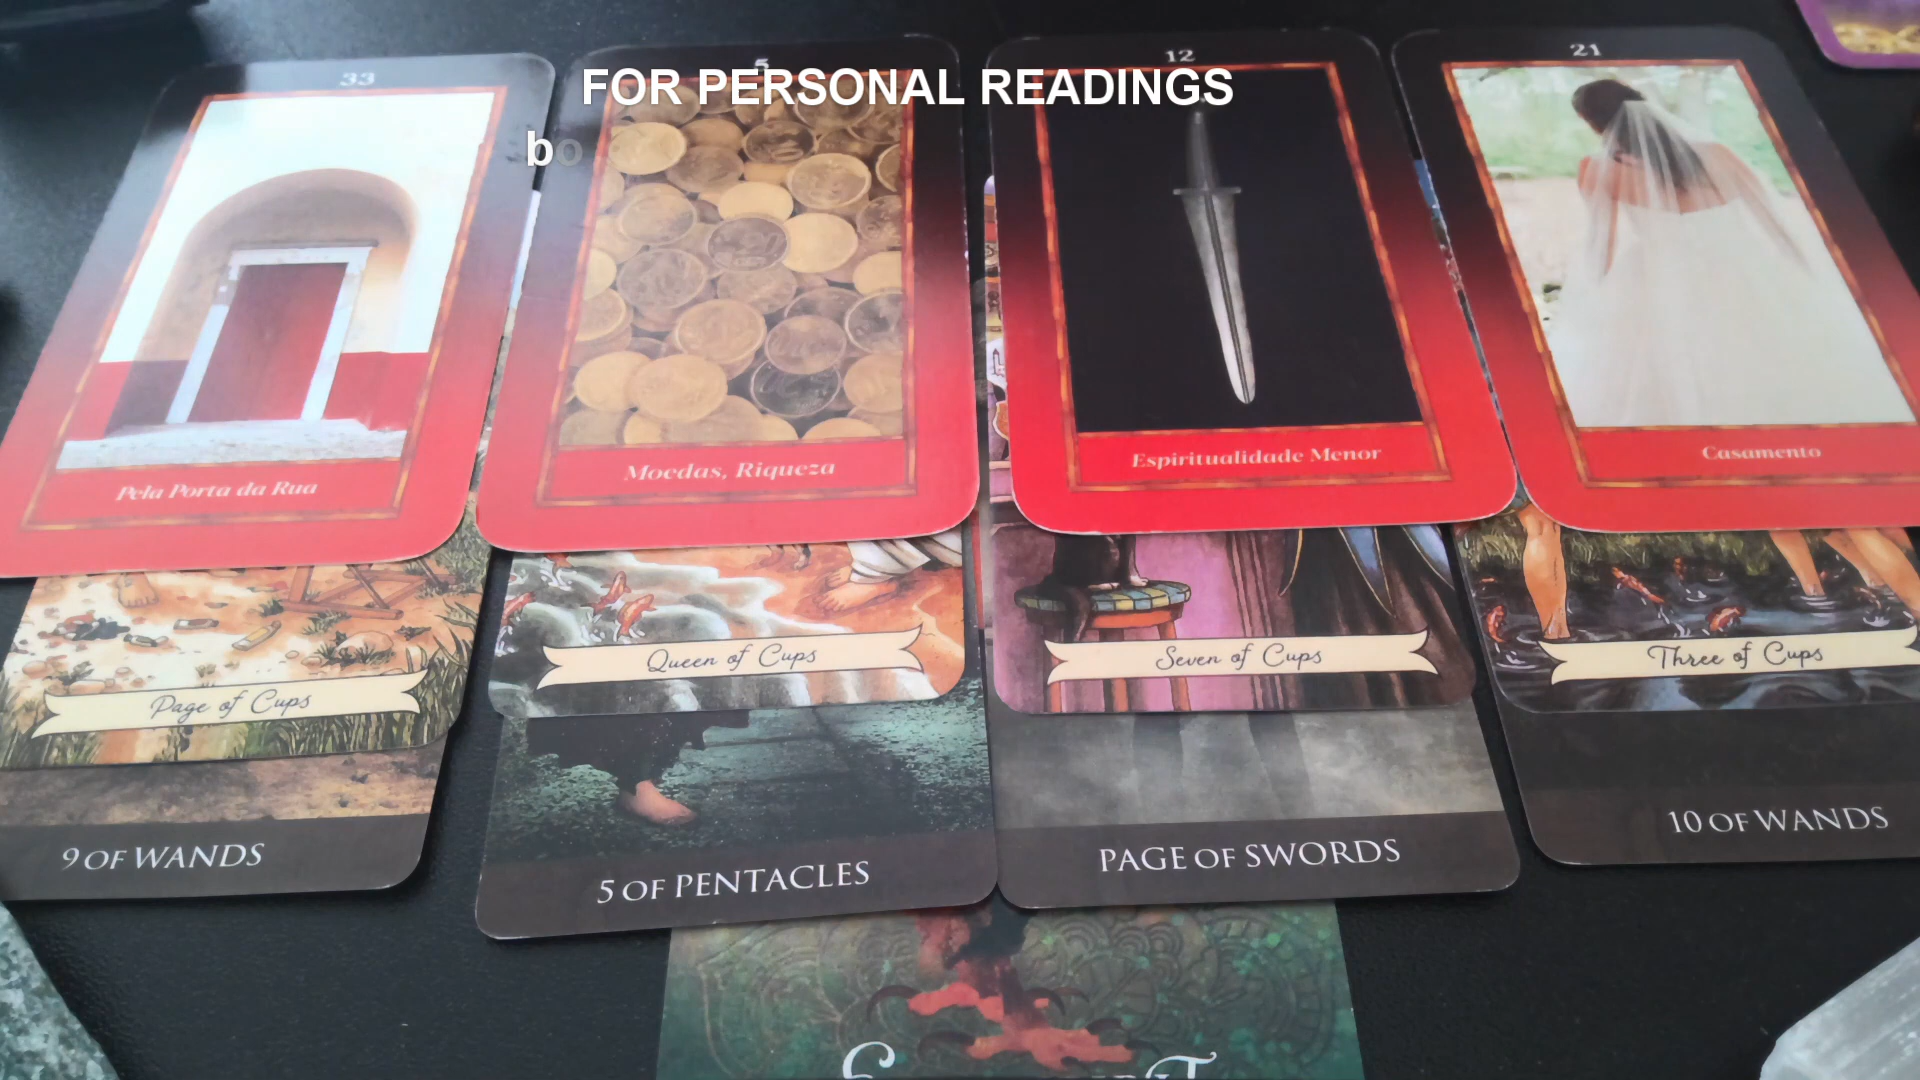 33
5
12
21
FOR PERSONAL READINGS
bo
Pela Porta da Rua
Moedas, Riqueza
Espiritualidade Menor
Casamento
Page of Cups
Queen of Cups
Seven of Cups
Three of Cups
9 OF WANDS
5 OF PENTACLES
PAGE OF SWORDS
10 OF WANDS